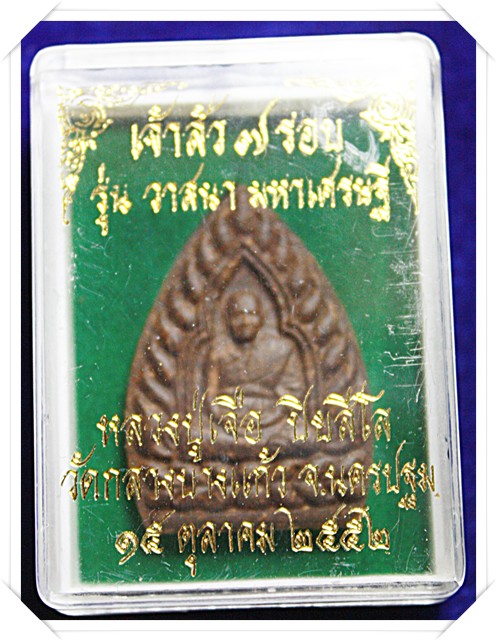 เจ้าสัว ๗ รอบ
รุ่น วาสนา มหาเศรษฐี
หลวงปู่เจือ ปิยสีโล
วัดกลางบางแก้ว จ.นครปฐม
๑๕ ตุลาคม ๒๕๕๒